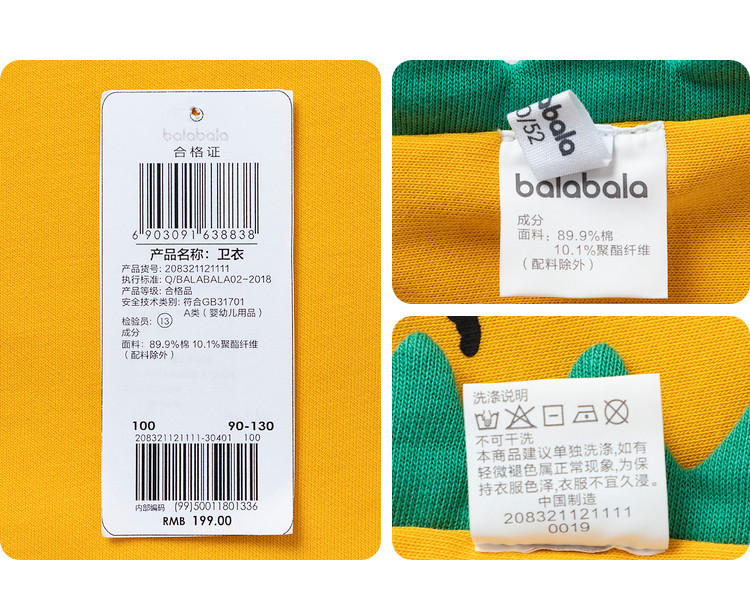 balabala
合格证
6 903091 638838
产品名称：卫衣
产品货号：208321121111
执行标准：Q/BALABALA02-2018
产品等级：合格品
安全技术类别：符合GB31701
A类（婴幼儿用品）
检验员：⑬
成分
面料：89.9%棉 10.1%聚酯纤维
（配料除外）
100 90-130
208321121111-30401 100
内部编码 (99)50011801336
RMB 199.00
0/52
bala
balabala
成分
面料：89.9%棉
10.1%聚酯纤维
（配料除外）
洗涤说明
不可干洗
本商品建议单独洗涤,如有
轻微褪色属正常现象,为保
持衣服色泽,衣服不宜久浸。
中国制造
208321121111
0019